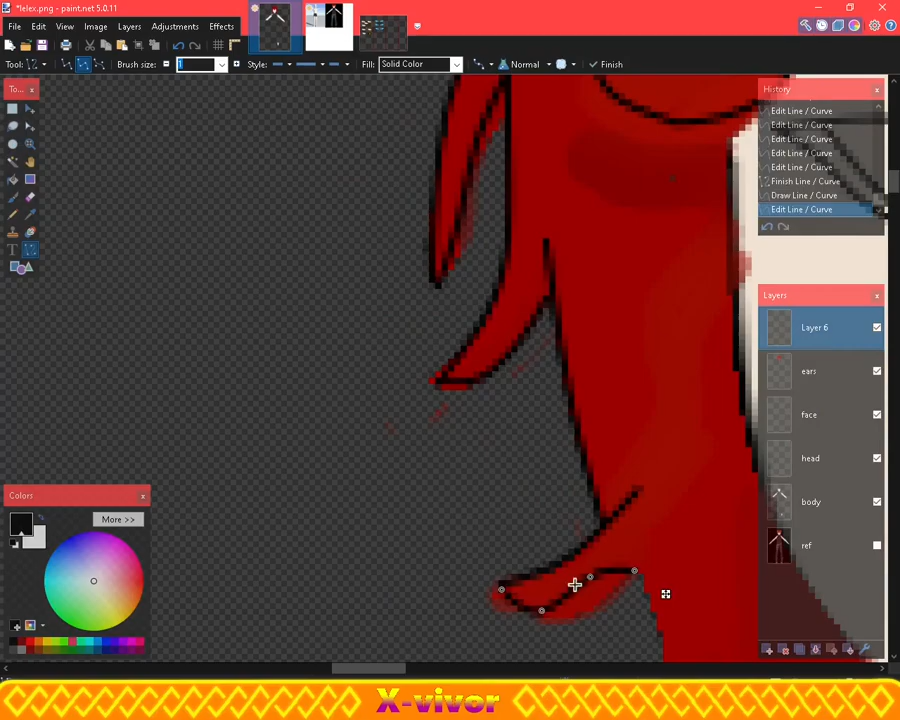 *felex.png - paint.net 5.0.11
File Edit View Image Layers Adjustments Effects
Tool: Brush size: 1 Style: Fill: Solid Color Normal Finish
To... x
History x
Edit Line / Curve
Edit Line / Curve
Edit Line / Curve
Edit Line / Curve
Edit Line / Curve
Finish Line / Curve
Draw Line / Curve
Edit Line / Curve
Layers x
Layer 6
ears
face
head
body
ref
Colors x
More >>
X-vivor